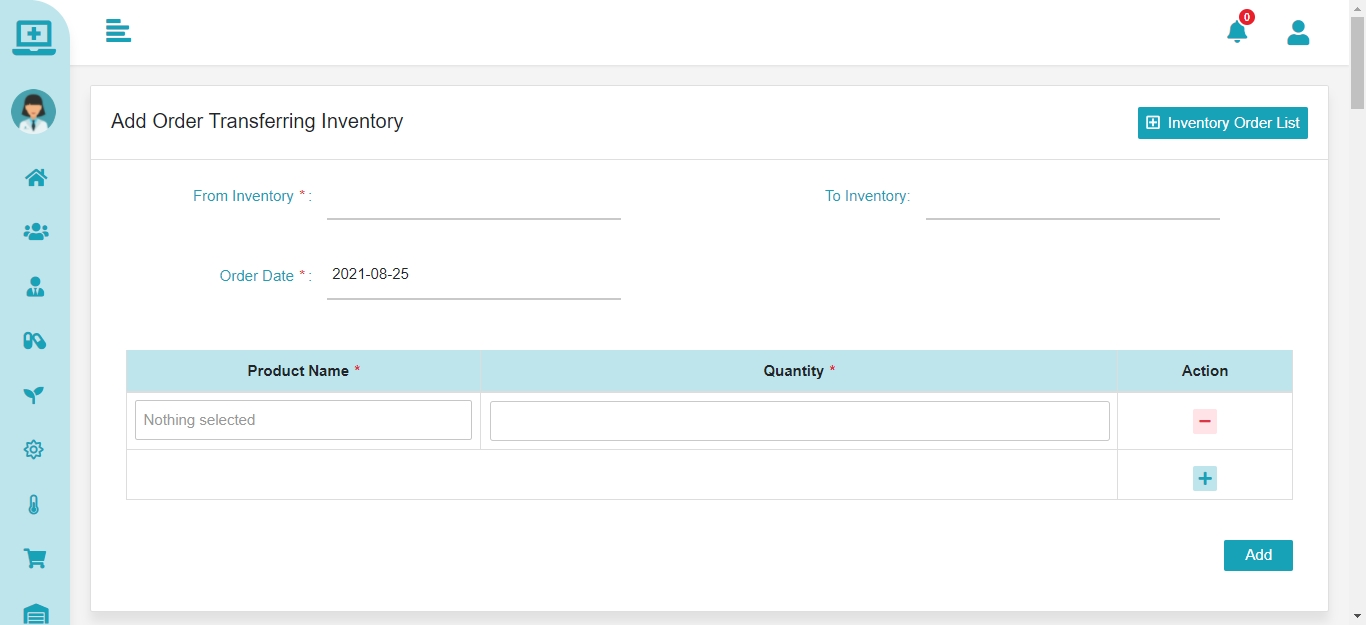 0
Add Order Transferring Inventory
Inventory Order List
From Inventory * :
To Inventory:
Order Date * : 2021-08-25
Product Name * Quantity * Action
Nothing selected
Add